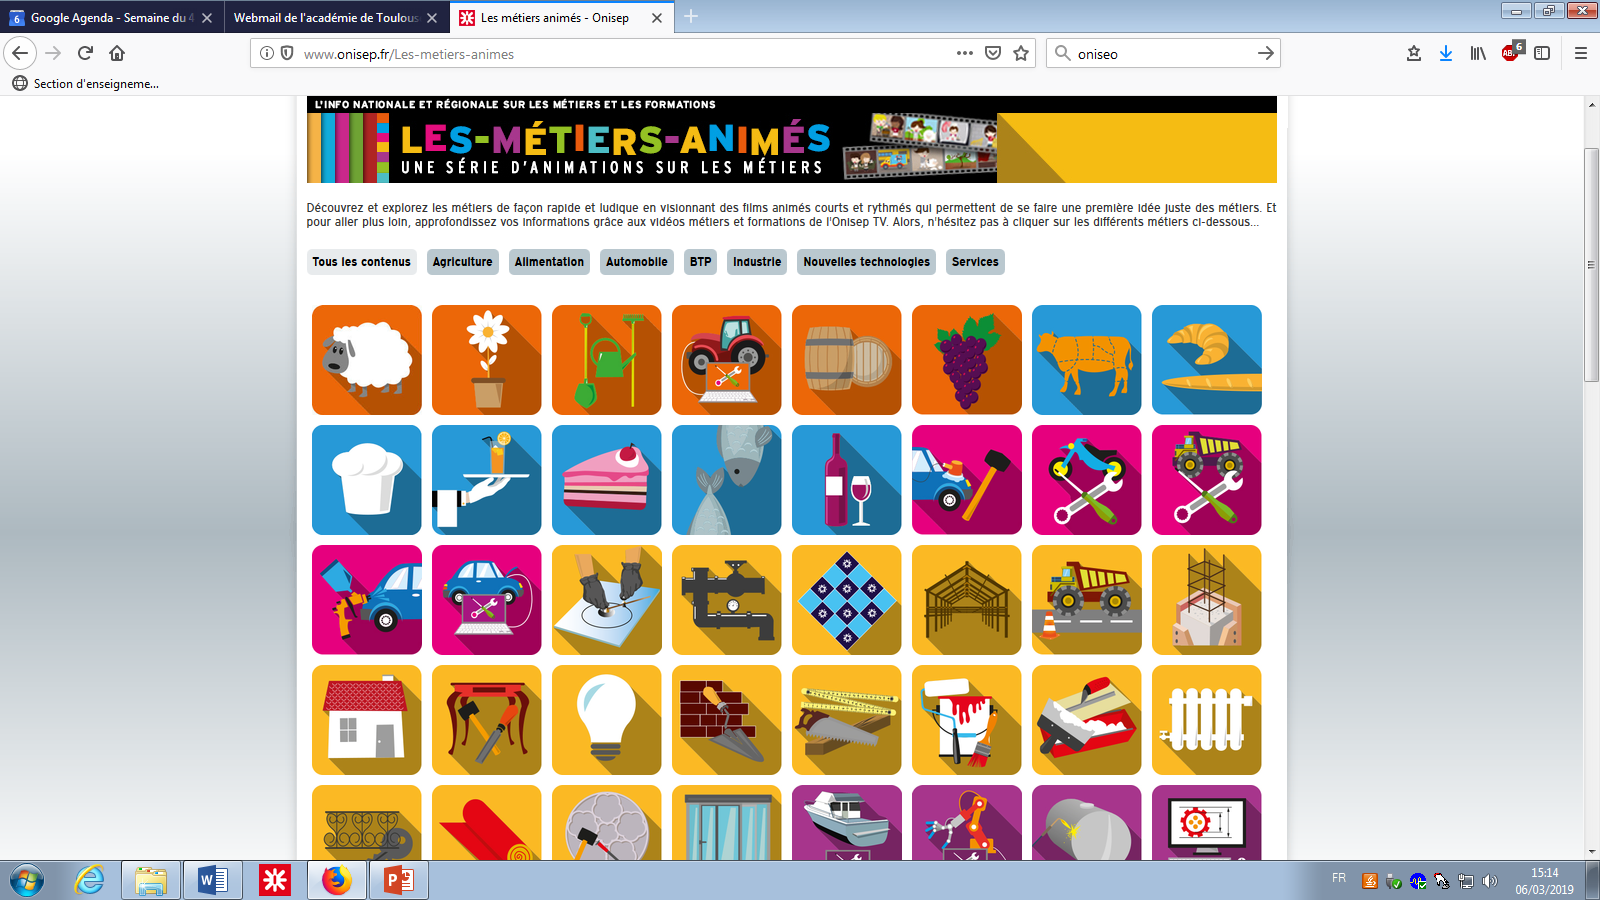 Google Agenda - Semaine du 4
Webmail de l'académie de Toulous
Les métiers animés - Onisep
www.onisep.fr/Les-metiers-animes
oniseo
6
Section d'enseigneme...
L'INFO NATIONALE ET RÉGIONALE SUR LES MÉTIERS ET LES FORMATIONS
LES-MÉTIERS-ANIMÉS
UNE SÉRIE D'ANIMATIONS SUR LES MÉTIERS
Découvrez et explorez les métiers de façon rapide et ludique en visionnant des films animés courts et rythmés qui permettent de se faire une première idée juste des métiers. Et
pour aller plus loin, approfondissez vos informations grâce aux vidéos métiers et formations de l'Onisep TV. Alors, n'hésitez pas à cliquer sur les différents métiers ci-dessous...
Tous les contenus Agriculture Alimentation Automobile BTP Industrie Nouvelles technologies Services
FR
15:14
06/03/2019